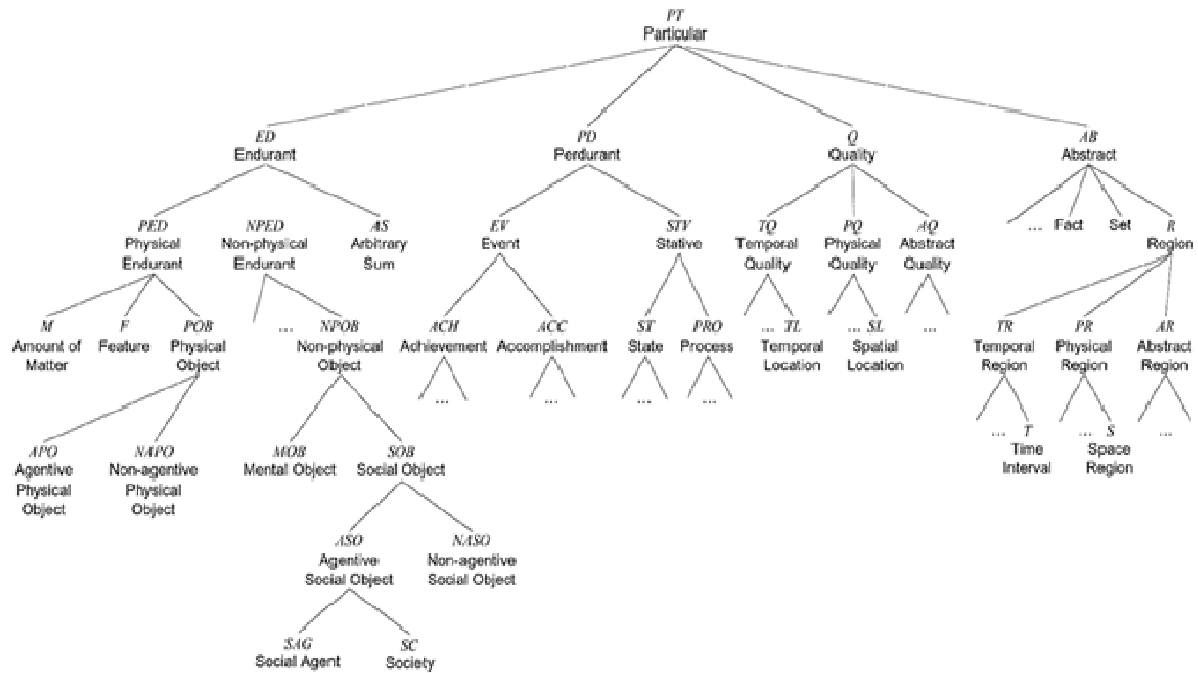 PT
Particular
ED
Endurant
PD
Perdurant
Q
Quality
AB
Abstract
PED
Physical
Endurant
NPED
Non-physical
Endurant
AS
Arbitrary
Sum
EV
Event
STV
Stative
TQ
Temporal
Quality
PQ
Physical
Quality
AQ
Abstract
Quality
... Fact
Set
R
Region
M
Amount of
Matter
F
Feature
POB
Physical
Object
... NPOB
Non-physical
Object
ACH
Achievement
...
ACC
Accomplishment
...
ST
State
...
PRO
Process
...
... TL
Temporal
Location
... SL
Spatial
Location
...
TR
Temporal
Region
PR
Physical
Region
AR
Abstract
Region
... T
Time
Interval
... S
Space
Region
...
APO
Agentive
Physical
Object
NAPO
Non-agentive
Physical
Object
MOB
Mental Object
SOB
Social Object
ASO
Agentive
Social Object
NASO
Non-agentive
Social Object
SAG
Social Agent
SC
Society